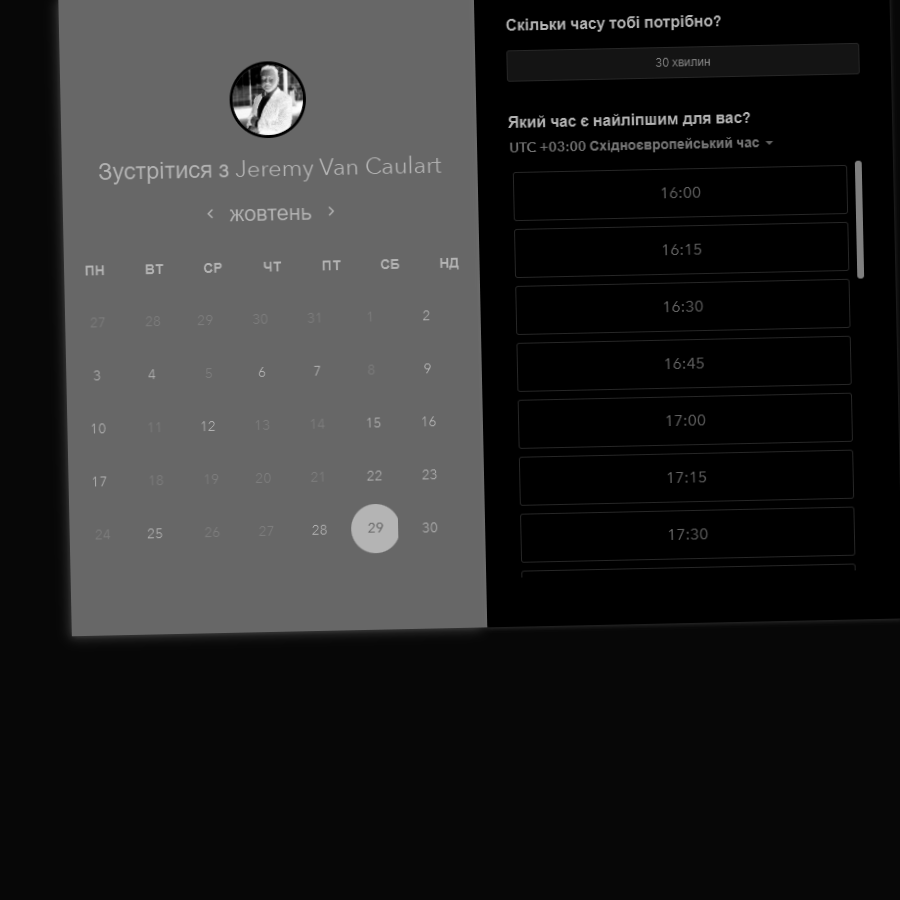 Зустрітися з Jeremy Van Caulart
жовтень
ПН ВТ СР ЧТ ПТ СБ НД
27 28 29 30 31 1 2
3 4 5 6 7 8 9
10 11 12 13 14 15 16
17 18 19 20 21 22 23
24 25 26 27 28 29 30
Скільки часу тобі потрібно?
30 хвилин
Який час є найліпшим для вас?
UTC +03:00 Східноєвропейський час
16:00
16:15
16:30
16:45
17:00
17:15
17:30